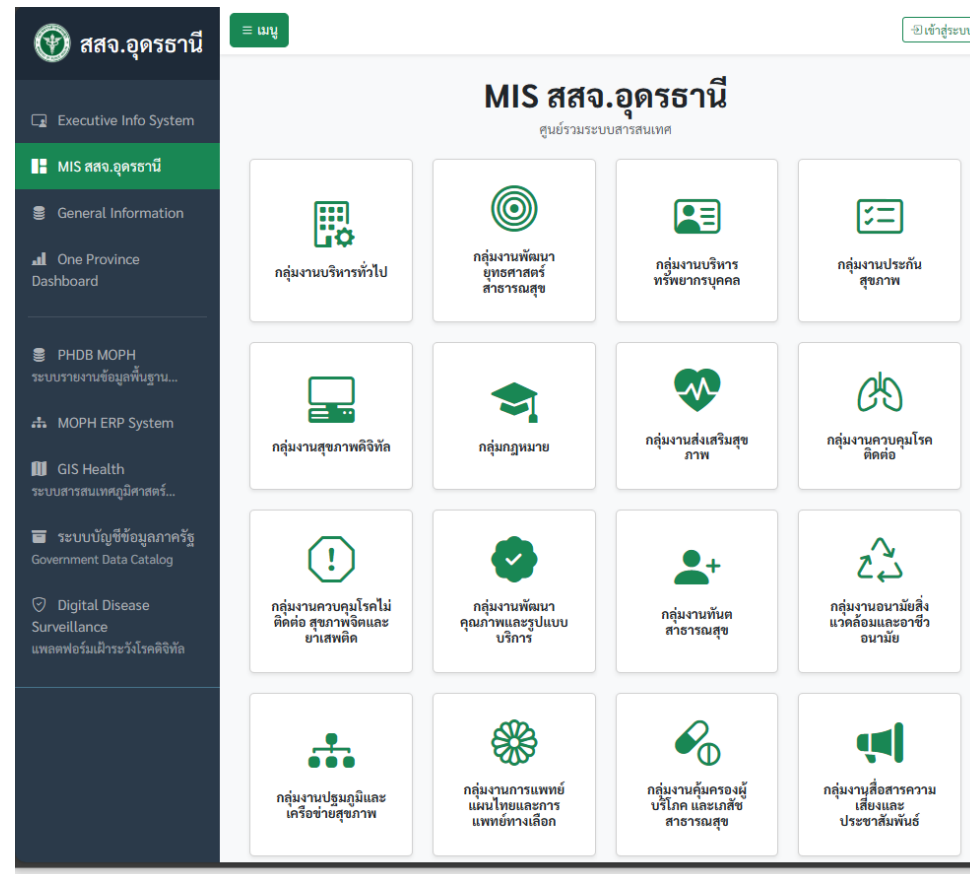 สสจ.อุดรธานี
เมนู
เข้าสู่ระบบ
Executive Info System
MIS สสจ.อุดรธานี
General Information
One Province
Dashboard
PHDB MOPH
ระบบรายงานข้อมูลพื้นฐาน...
MOPH ERP System
GIS Health
ระบบสารสนเทศภูมิศาสตร์...
ระบบบัญชีข้อมูลภาครัฐ
Government Data Catalog
Digital Disease
Surveillance
แพลตฟอร์มเฝ้าระวังโรคดิจิทัล
MIS สสจ.อุดรธานี
ศูนย์รวมระบบสารสนเทศ
กลุ่มงานบริหารทั่วไป
กลุ่มงานพัฒนา
ยุทธศาสตร์
สาธารณสุข
กลุ่มงานบริหาร
ทรัพยากรบุคคล
กลุ่มงานประกัน
สุขภาพ
กลุ่มงานสุขภาพดิจิทัล
กลุ่มกฎหมาย
กลุ่มงานส่งเสริมสุข
ภาพ
กลุ่มงานควบคุมโรค
ติดต่อ
กลุ่มงานควบคุมโรคไม่
ติดต่อ สุขภาพจิตและ
ยาเสพติด
กลุ่มงานพัฒนา
คุณภาพและรูปแบบ
บริการ
กลุ่มงานทันต
สาธารณสุข
กลุ่มงานอนามัยสิ่ง
แวดล้อมและอาชีว
อนามัย
กลุ่มงานปฐมภูมิและ
เครือข่ายสุขภาพ
กลุ่มงานการแพทย์
แผนไทยและการ
แพทย์ทางเลือก
กลุ่มงานคุ้มครองผู้
บริโภค และเภสัช
สาธารณสุข
กลุ่มงานสื่อสารความ
เสี่ยงและ
ประชาสัมพันธ์